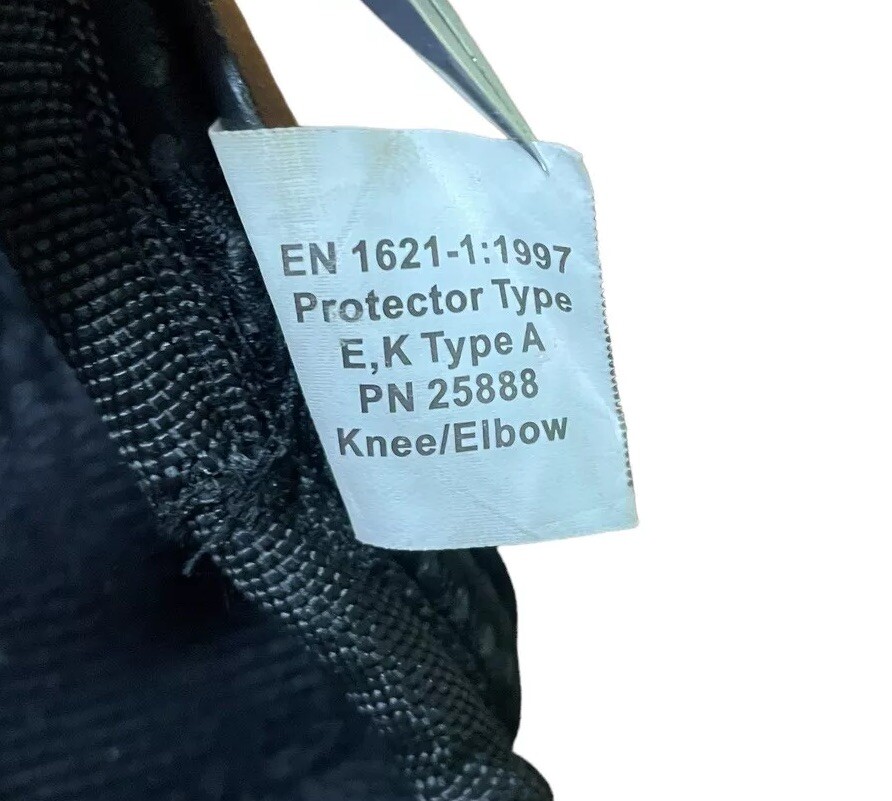 EN 1621-1:1997
Protector Type
E,K Type A
PN 25888
Knee/Elbow